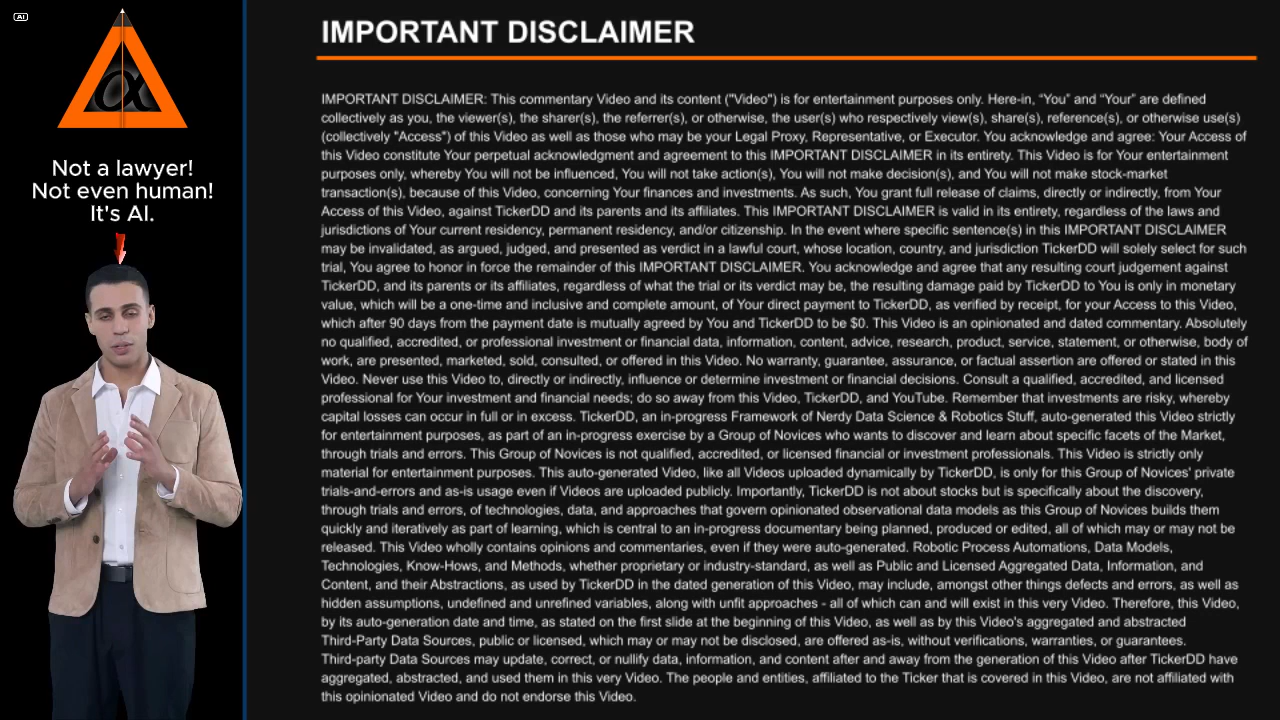 AI
α
Not a lawyer!
Not even human!
It's AI.
IMPORTANT DISCLAIMER
IMPORTANT DISCLAIMER: This commentary Video and its content ("Video") is for entertainment purposes only. Here-in, “You” and “Your” are defined
collectively as you, the viewer(s), the sharer(s), the referrer(s), or otherwise, the user(s) who respectively view(s), share(s), reference(s), or otherwise use(s)
(collectively "Access") of this Video as well as those who may be your Legal Proxy, Representative, or Executor. You acknowledge and agree: Your Access of
this Video constitute Your perpetual acknowledgment and agreement to this IMPORTANT DISCLAIMER in its entirety. This Video is for Your entertainment
purposes only, whereby You will not be influenced, You will not take action(s), You will not make decision(s), and You will not make stock-market
transaction(s), because of this Video, concerning Your finances and investments. As such, You grant full release of claims, directly or indirectly, from Your
Access of this Video, against TickerDD and its parents and its affiliates. This IMPORTANT DISCLAIMER is valid in its entirety, regardless of the laws and
jurisdictions of Your current residency, permanent residency, and/or citizenship. In the event where specific sentence(s) in this IMPORTANT DISCLAIMER
may be invalidated, as argued, judged, and presented as verdict in a lawful court, whose location, country, and jurisdiction TickerDD will solely select for such
trial, You agree to honor in force the remainder of this IMPORTANT DISCLAIMER. You acknowledge and agree that any resulting court judgement against
TickerDD, and its parents or its affiliates, regardless of what the trial or its verdict may be, the resulting damage paid by TickerDD to You is only in monetary
value, which will be a one-time and inclusive and complete amount, of Your direct payment to TickerDD, as verified by receipt, for your Access to this Video,
which after 90 days from the payment date is mutually agreed by You and TickerDD to be $0. This Video is an opinionated and dated commentary. Absolutely
no qualified, accredited, or professional investment or financial data, information, content, advice, research, product, service, statement, or otherwise, body of
work, are presented, marketed, sold, consulted, or offered in this Video. No warranty, guarantee, assurance, or factual assertion are offered or stated in this
Video. Never use this Video to, directly or indirectly, influence or determine investment or financial decisions. Consult a qualified, accredited, and licensed
professional for Your investment and financial needs; do so away from this Video, TickerDD, and YouTube. Remember that investments are risky, whereby
capital losses can occur in full or in excess. TickerDD, an in-progress Framework of Nerdy Data Science & Robotics Stuff, auto-generated this Video strictly
for entertainment purposes, as part of an in-progress exercise by a Group of Novices who wants to discover and learn about specific facets of the Market,
through trials and errors. This Group of Novices is not qualified, accredited, or licensed financial or investment professionals. This Video is strictly only
material for entertainment purposes. This auto-generated Video, like all Videos uploaded dynamically by TickerDD, is only for this Group of Novices' private
trials-and-errors and as-is usage even if Videos are uploaded publicly. Importantly, TickerDD is not about stocks but is specifically about the discovery,
through trials and errors, of technologies, data, and approaches that govern opinionated observational data models as this Group of Novices builds them
quickly and iteratively as part of learning, which is central to an in-progress documentary being planned, produced or edited, all of which may or may not be
released. This Video wholly contains opinions and commentaries, even if they were auto-generated. Robotic Process Automations, Data Models,
Technologies, Know-Hows, and Methods, whether proprietary or industry-standard, as well as Public and Licensed Aggregated Data, Information, and
Content, and their Abstractions, as used by TickerDD in the dated generation of this Video, may include, amongst other things defects and errors, as well as
hidden assumptions, undefined and unrefined variables, along with unfit approaches - all of which can and will exist in this very Video. Therefore, this Video,
by its auto-generation date and time, as stated on the first slide at the beginning of this Video, as well as by this Video's aggregated and abstracted
Third-Party Data Sources, public or licensed, which may or may not be disclosed, are offered as-is, without verifications, warranties, or guarantees.
Third-party Data Sources may update, correct, or nullify data, information, and content after and away from the generation of this Video after TickerDD have
aggregated, abstracted, and used them in this very Video. The people and entities, affiliated to the Ticker that is covered in this Video, are not affiliated with
this opinionated Video and do not endorse this Video.